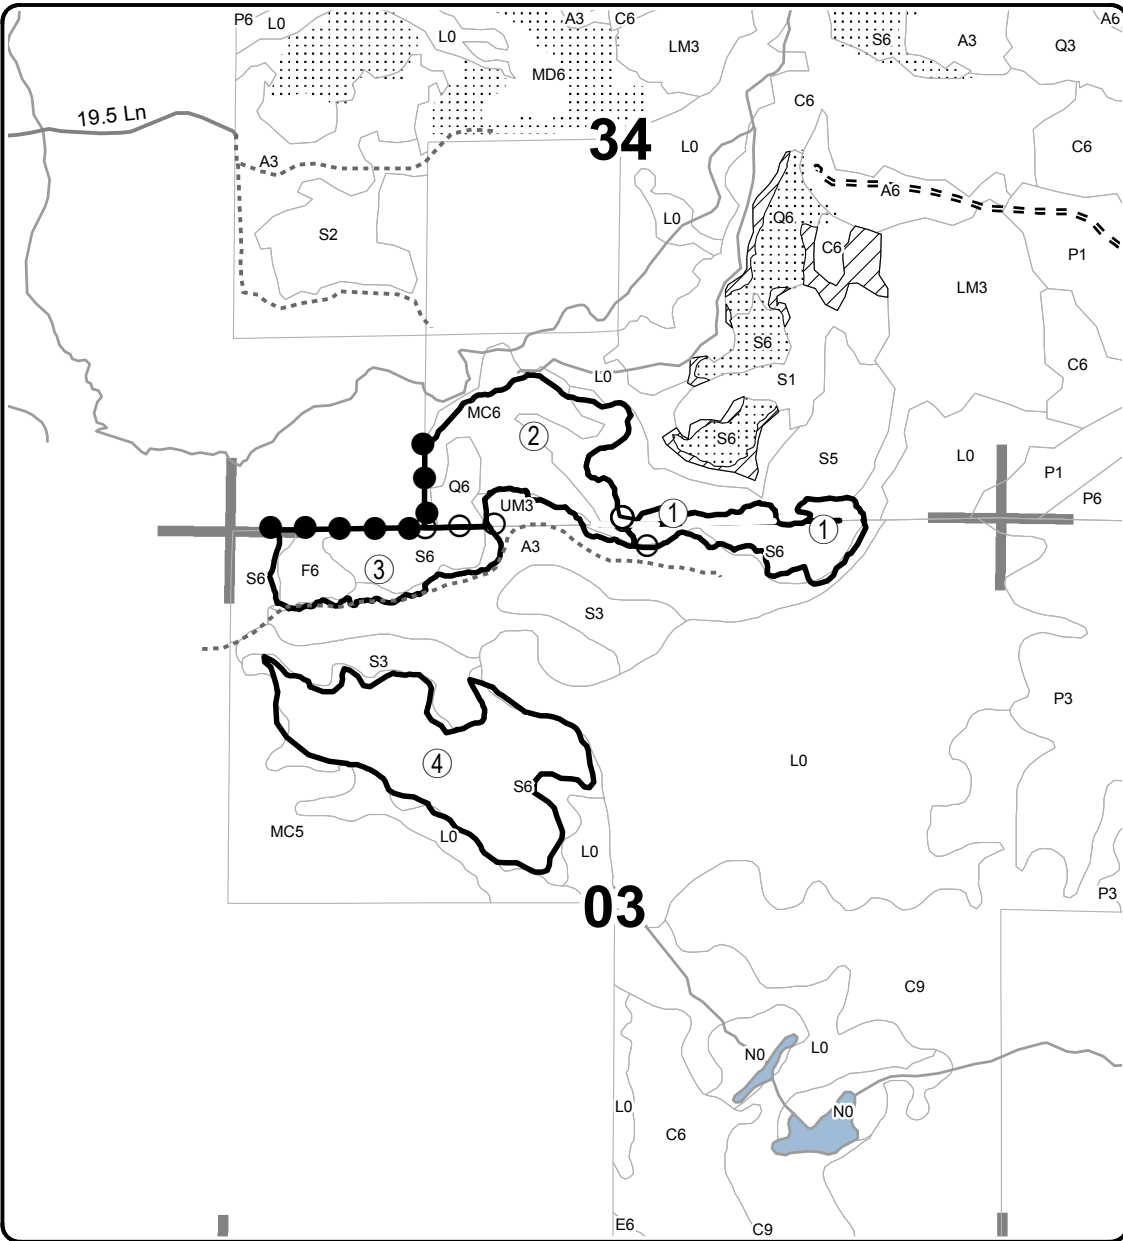 P6 L0 A3 C6 A6
L0 LM3 S6 A3 Q3
MD6
C6
19.5 Ln
34 L0 C6
A3
A6
L0 Q6
S2 C6 P1
LM3
S6
C6
L0 S1
MC6
2 S6
S5 L0
P1
Q6 P6
UM3 1
1
A3
S6 S6
F6 3
S6
S3
S3
P3
4 L0
S6
MC5 L0
L0
P3
03
C9
N0 L0
L0 N0
C6
E6 C9